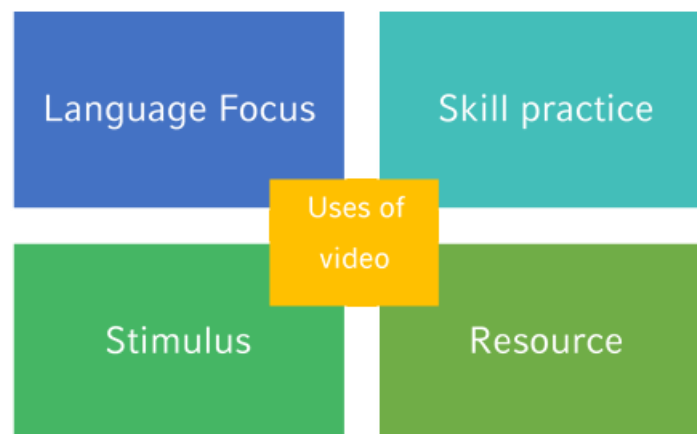 Language Focus
Skill practice
Uses of
video
Stimulus
Resource